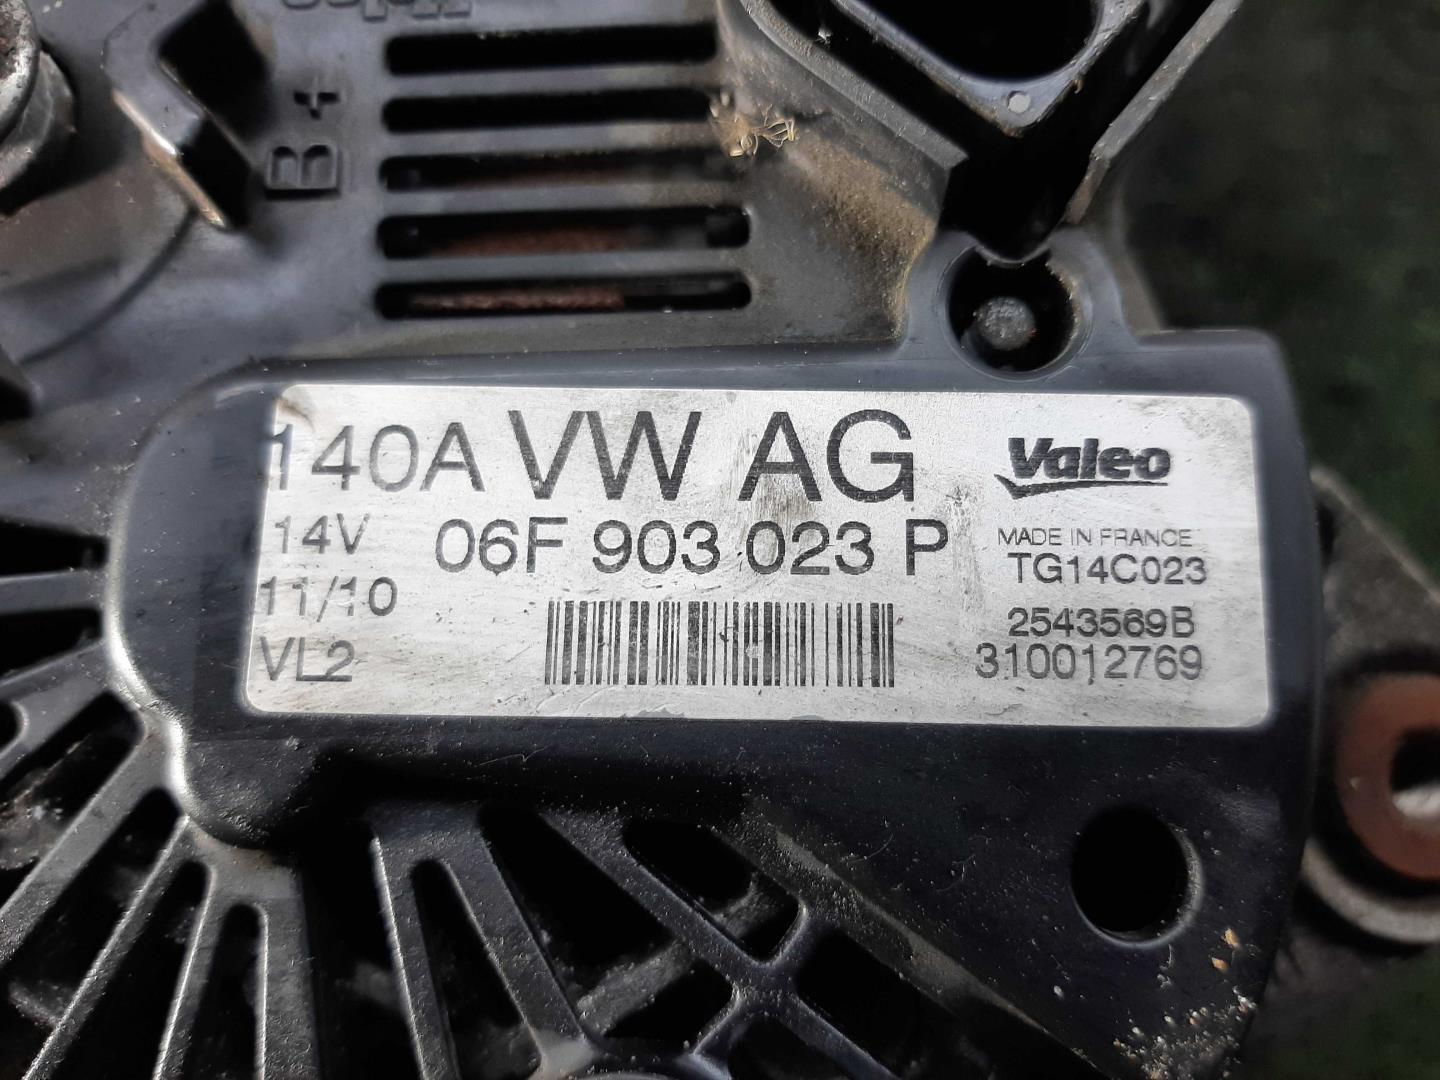 B+
140A VW AG
Valeo
14V
06F 903 023 P
MADE IN FRANCE
TG14C023
11/10
2543569B
VL2
310012769